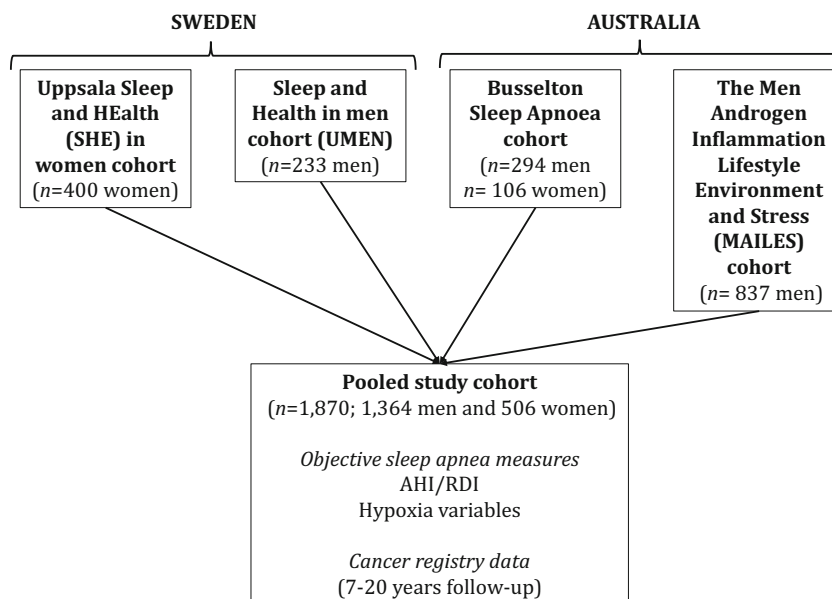 SWEDEN
AUSTRALIA
Uppsala Sleep
and HEalth
(SHE) in
women cohort
(n=400 women)
Sleep and
Health in men
cohort (UMEN)
(n=233 men)
Busselton
Sleep Apnoea
cohort
(n=294 men
n= 106 women)
The Men
Androgen
Inflammation
Lifestyle
Environment
and Stress
(MAILES)
cohort
(n= 837 men)
Pooled study cohort
(n=1,870; 1,364 men and 506 women)
Objective sleep apnea measures
AHI/RDI
Hypoxia variables
Cancer registry data
(7-20 years follow-up)